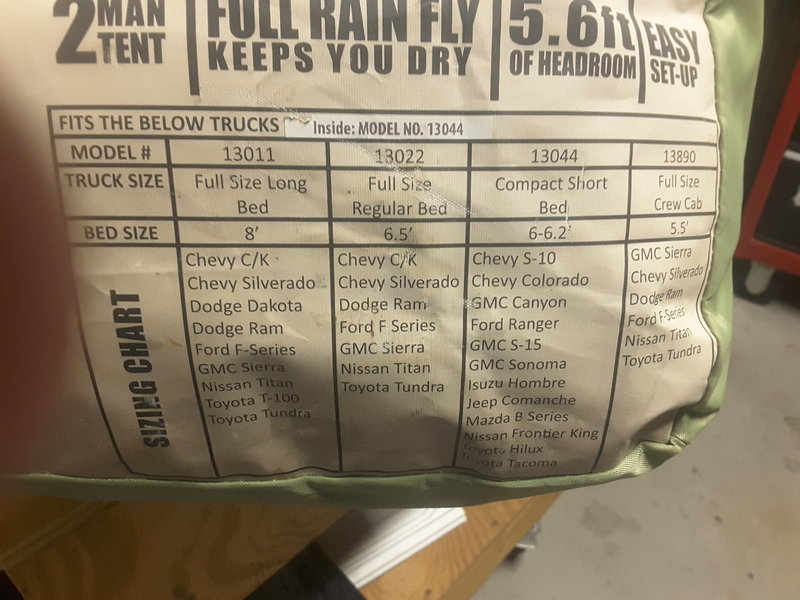 2 MAN TENT
FULL RAIN FLY
KEEPS YOU DRY
5.6ft
OF HEADROOM
EASY
SET-UP
FITS THE BELOW TRUCKS Inside: MODEL NO. 13044
MODEL # 13011 13022 13044 13890
TRUCK SIZE Full Size Long Bed Full Size Regular Bed Compact Short Bed Full Size Crew Cab
BED SIZE 8' 6.5' 6-6.2' 5.5'
SIZING CHART
Chevy C/K
Chevy Silverado
Dodge Dakota
Dodge Ram
Ford F-Series
GMC Sierra
Nissan Titan
Toyota T-100
Toyota Tundra
Chevy C/K
Chevy Silverado
Dodge Ram
Ford F Series
GMC Sierra
Nissan Titan
Toyota Tundra
Chevy S-10
Chevy Colorado
GMC Canyon
Ford Ranger
GMC S-15
GMC Sonoma
Isuzu Hombre
Jeep Comanche
Mazda B Series
Nissan Frontier King
Toyota Hilux
Toyota Tacoma
GMC Sierra
Chevy Silverado
Dodge Ram
Ford F-Series
Nissan Titan
Toyota Tundra